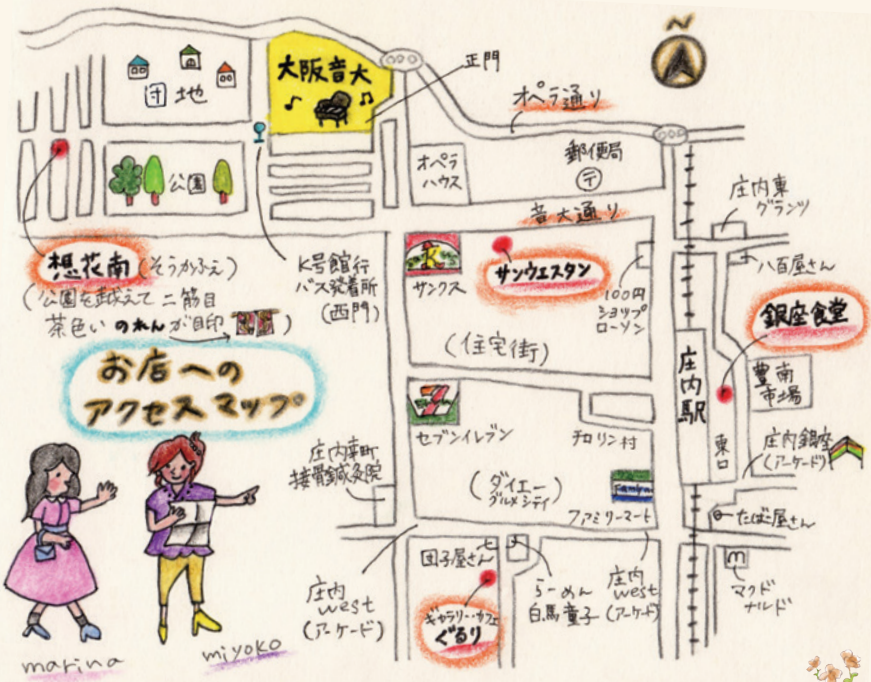 N
大阪音大
正門
団地
オペラ通り
オペラ
ハウス
郵便局
〒
公園
庄内東
グランツ
音大通り
八百屋さん
想花南(そうかふぇ)
(公園を越えて 二筋目
茶色い のれん が目印)
K号館行
バス発着所
(西門)
K
サンクス
サンウエスタン
100円
ショップ
ローソン
銀座食堂
(住宅街)
お店への
アクセスマップ
庄内駅
豊南
市場
東口
7
セブンイレブン
チロリン村
庄内銀座
(アーケード)
庄内幸町
接骨鍼灸院
(ダイエー
グルメシティ)
ファミリーマート
たばこ屋さん
団子屋さん
m
マクド
ナルド
庄内
west
(アーケード)
らーめん
白馬童子
庄内
west
(アーケード)
ギャラリー・カフェ
ぐるり
marina
miyoko